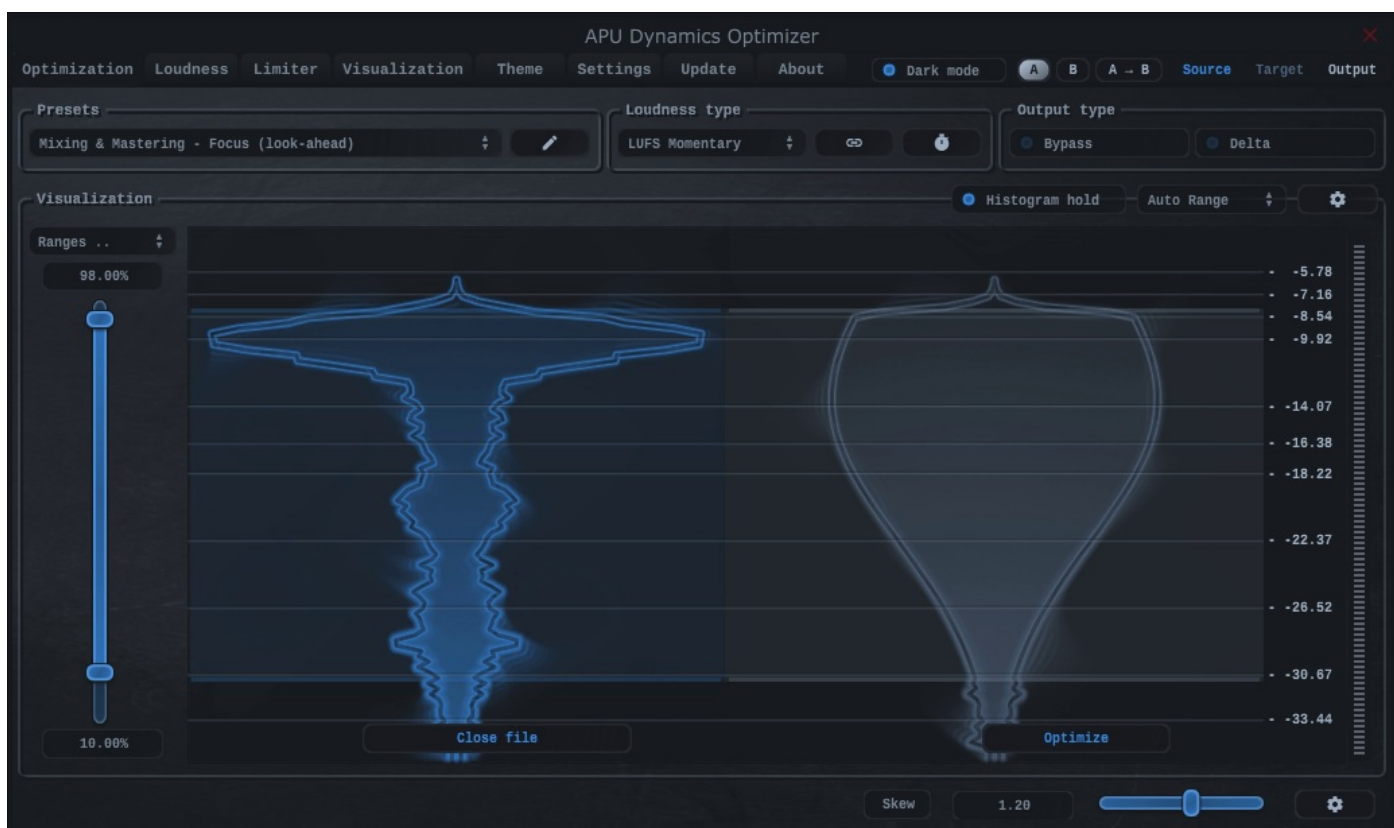 APU Dynamics Optimizer
Optimization Loudness Limiter Visualization Theme Settings Update About Dark mode A B A → B Source Target Output
Presets Loudness type Output type
Mixing & Mastering - Focus (look-ahead) LUFS Momentary Bypass Delta
Visualization Histogram hold Auto Range
Ranges ..
98.00%
- -5.78
- -7.16
- -8.54
- -9.92
- -14.07
- -16.38
- -18.22
- -22.37
- -26.52
- -30.67
- -33.44
10.00% Close file Optimize
Skew 1.20